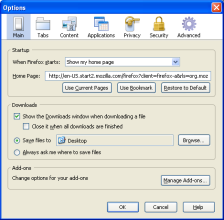 Options
Main Tabs Content Applications Privacy Security Advanced
Startup
When Firefox starts: Show my home page
Home Page: http://en-US.start2.mozilla.com/firefox?client=firefox-a&rls=org.moz
Use Current Pages Use Bookmark Restore to Default
Downloads
Show the Downloads window when downloading a file
Close it when all downloads are finished
Save files to Desktop Browse...
Always ask me where to save files
Add-ons
Change options for your add-ons Manage Add-ons...
OK Cancel Help